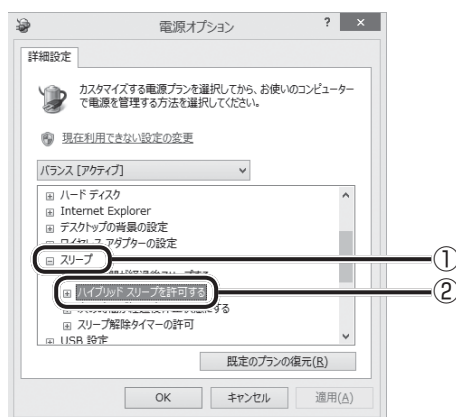 電源オプション
?
×
詳細設定
カスタマイズする電源プランを選択してから、お使いのコンピューター
で電源を管理する方法を選択してください。
現在利用できない設定の変更
バランス [アクティブ]
ハード ディスク
Internet Explorer
デスクトップの背景の設定
アダプターの設定
スリープ
①
ハイブリッド スリープを許可する
②
スリープ解除タイマーの許可
USB 設定
既定のプランの復元(R)
OK
キャンセル
適用(A)